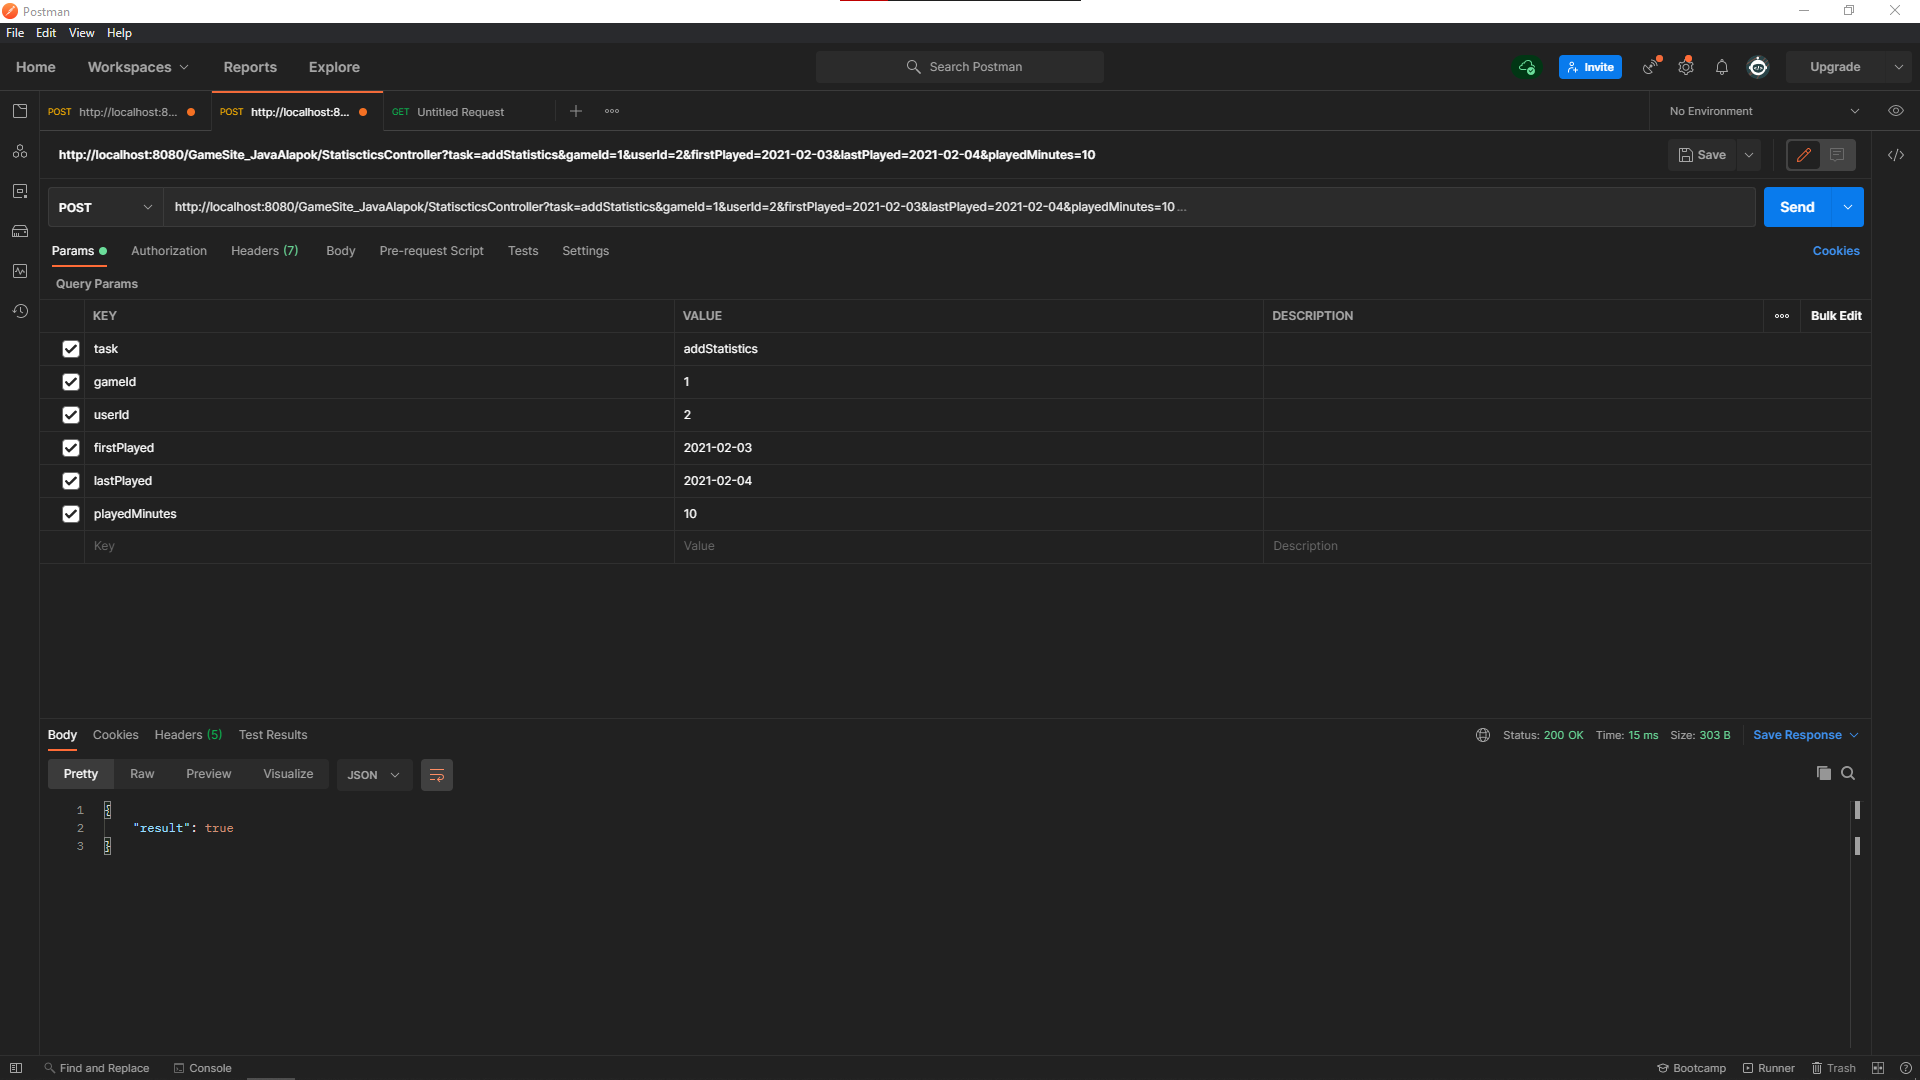 Postman
File Edit View Help
Home Workspaces Reports Explore Search Postman Invite Upgrade
POST http://localhost:8... POST http://localhost:8... GET Untitled Request No Environment
http://localhost:8080/GameSite_JavaAlapok/StatiscticsController?task=addStatistics&gameId=1&userId=2&firstPlayed=2021-02-03&lastPlayed=2021-02-04&playedMinutes=10 Save
POST http://localhost:8080/GameSite_JavaAlapok/StatiscticsController?task=addStatistics&gameId=1&userId=2&firstPlayed=2021-02-03&lastPlayed=2021-02-04&playedMinutes=10 ... Send
Params Authorization Headers (7) Body Pre-request Script Tests Settings Cookies
Query Params
KEY VALUE DESCRIPTION Bulk Edit
task addStatistics
gameId 1
userId 2
firstPlayed 2021-02-03
lastPlayed 2021-02-04
playedMinutes 10
Key Value Description
Body Cookies Headers (5) Test Results Status: 200 OK Time: 15 ms Size: 303 B Save Response
Pretty Raw Preview Visualize JSON
1 {
2 "result": true
3 }
Find and Replace Console Bootcamp Runner Trash